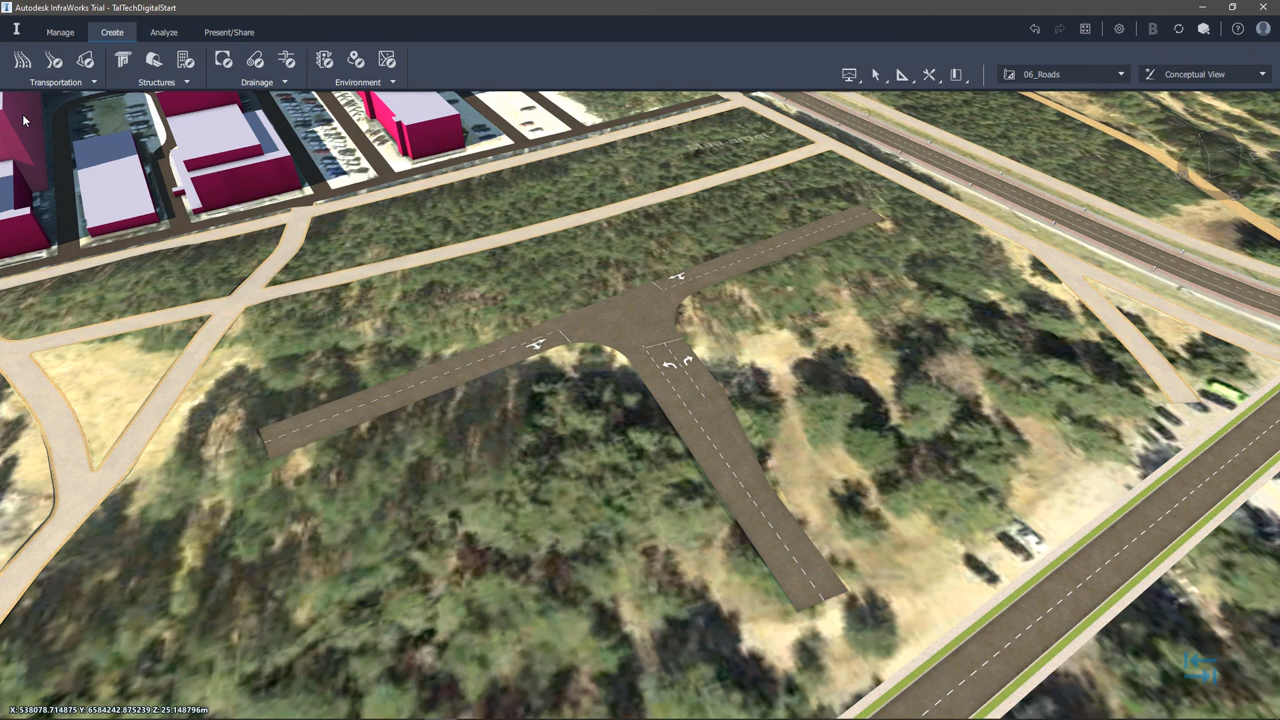 Autodesk InfraWorks Trial - TalTechDigitalStart
I
Manage Create Analyze Present/Share
B ?
Transportation Structures Drainage Environment
06_Roads Conceptual View
X: 538078.714875 Y: 6584242.875239 Z: 25.148796m